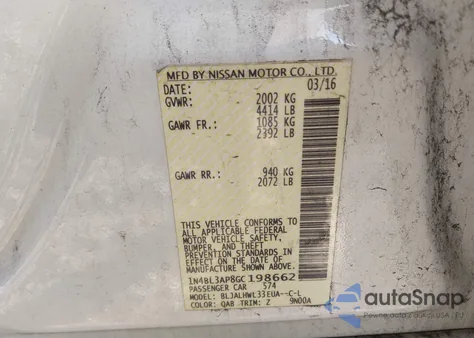 MFD BY NISSAN MOTOR CO., LTD.
DATE: 03/16
GVWR: 2002 KG
4414 LB
GAWR FR.: 1085 KG
2392 LB
GAWR RR.: 940 KG
2072 LB
THIS VEHICLE CONFORMS TO
ALL APPLICABLE FEDERAL
MOTOR VEHICLE SAFETY,
BUMPER, AND THEFT
PREVENTION STANDARDS IN
EFFECT ON THE DATE OF
MANUFACTURE SHOWN ABOVE.
1N4BL3AP8GC198662
PASSENGER CAR 574
MODEL: BLJALHWL33EUA--C-L
COLOR: QAB TRIM: Z 9N00A
autoSnap